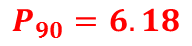 P₉₀ = 6.18